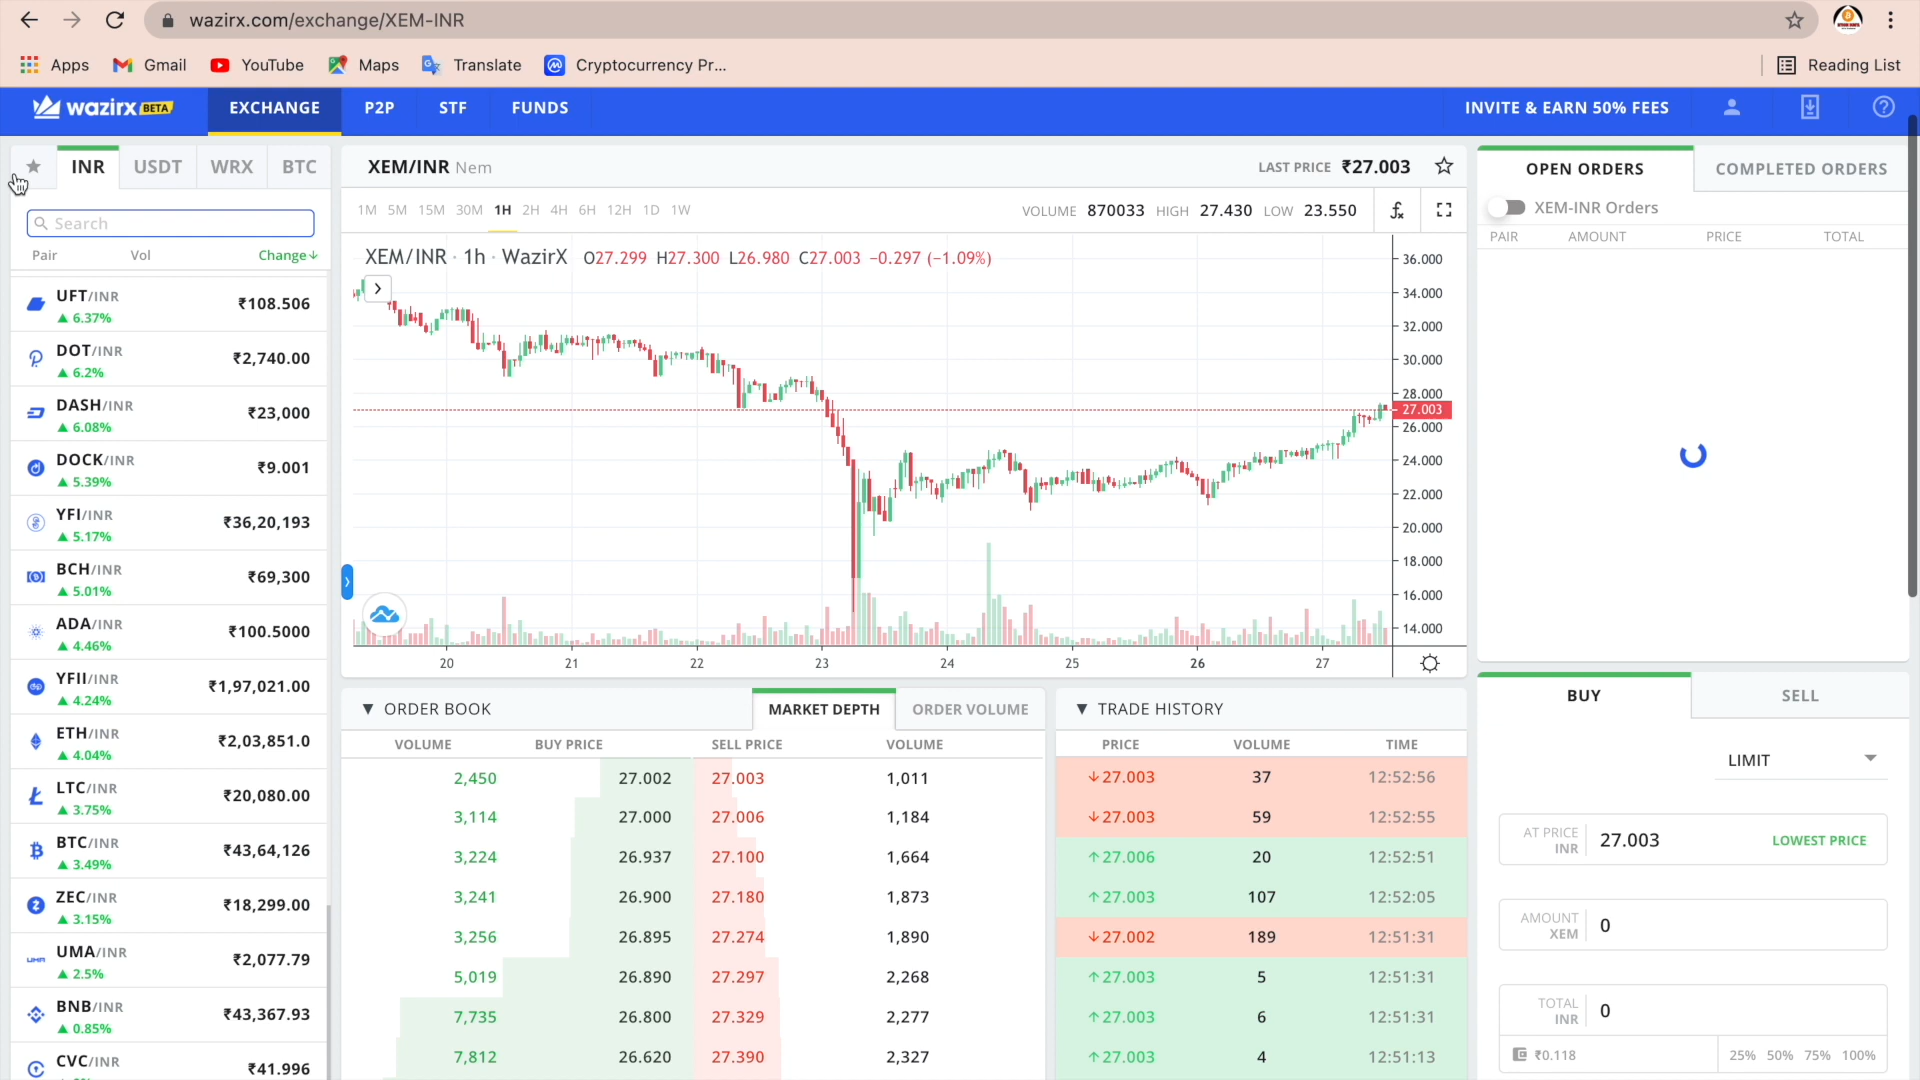 wazirx.com/exchange/XEM-INR
Apps Gmail YouTube Maps Translate Cryptocurrency Pr... Reading List
wazirx BETA EXCHANGE P2P STF FUNDS INVITE & EARN 50% FEES
INR USDT WRX BTC
Search
Pair Vol Change↓
UFT/INR ₹108.506
▲ 6.37%
DOT/INR ₹2,740.00
▲ 6.2%
DASH/INR ₹23,000
▲ 6.08%
DOCK/INR ₹9.001
▲ 5.39%
YFI/INR ₹36,20,193
▲ 5.17%
BCH/INR ₹69,300
▲ 5.01%
ADA/INR ₹100.5000
▲ 4.46%
YFII/INR ₹1,97,021.00
▲ 4.24%
ETH/INR ₹2,03,851.0
▲ 4.04%
LTC/INR ₹20,080.00
▲ 3.75%
BTC/INR ₹43,64,126
▲ 3.49%
ZEC/INR ₹18,299.00
▲ 3.15%
UMA/INR ₹2,077.79
▲ 2.5%
BNB/INR ₹43,367.93
▲ 0.85%
CVC/INR ₹41.996
XEM/INR Nem LAST PRICE ₹27.003
1M 5M 15M 30M 1H 2H 4H 6H 12H 1D 1W VOLUME 870033 HIGH 27.430 LOW 23.550
XEM/INR · 1h · WazirX O27.299 H27.300 L26.980 C27.003 −0.297 (−1.09%)
36.000
34.000
32.000
30.000
28.000
27.003
26.000
24.000
22.000
20.000
18.000
16.000
14.000
20 21 22 23 24 25 26 27
▼ ORDER BOOK MARKET DEPTH ORDER VOLUME
VOLUME BUY PRICE SELL PRICE VOLUME
2,450 27.002 27.003 1,011
3,114 27.000 27.006 1,184
3,224 26.937 27.100 1,664
3,241 26.900 27.180 1,873
3,256 26.895 27.274 1,890
5,019 26.890 27.297 2,268
7,735 26.800 27.329 2,277
7,812 26.620 27.390 2,327
▼ TRADE HISTORY
PRICE VOLUME TIME
↓27.003 37 12:52:56
↓27.003 59 12:52:55
↑27.006 20 12:52:51
↑27.003 107 12:52:05
↓27.002 189 12:51:31
↑27.003 5 12:51:31
↑27.003 6 12:51:31
↑27.003 4 12:51:13
OPEN ORDERS COMPLETED ORDERS
XEM-INR Orders
PAIR AMOUNT PRICE TOTAL
BUY SELL
LIMIT
AT PRICE INR 27.003 LOWEST PRICE
AMOUNT XEM 0
TOTAL INR 0
₹0.118 25% 50% 75% 100%